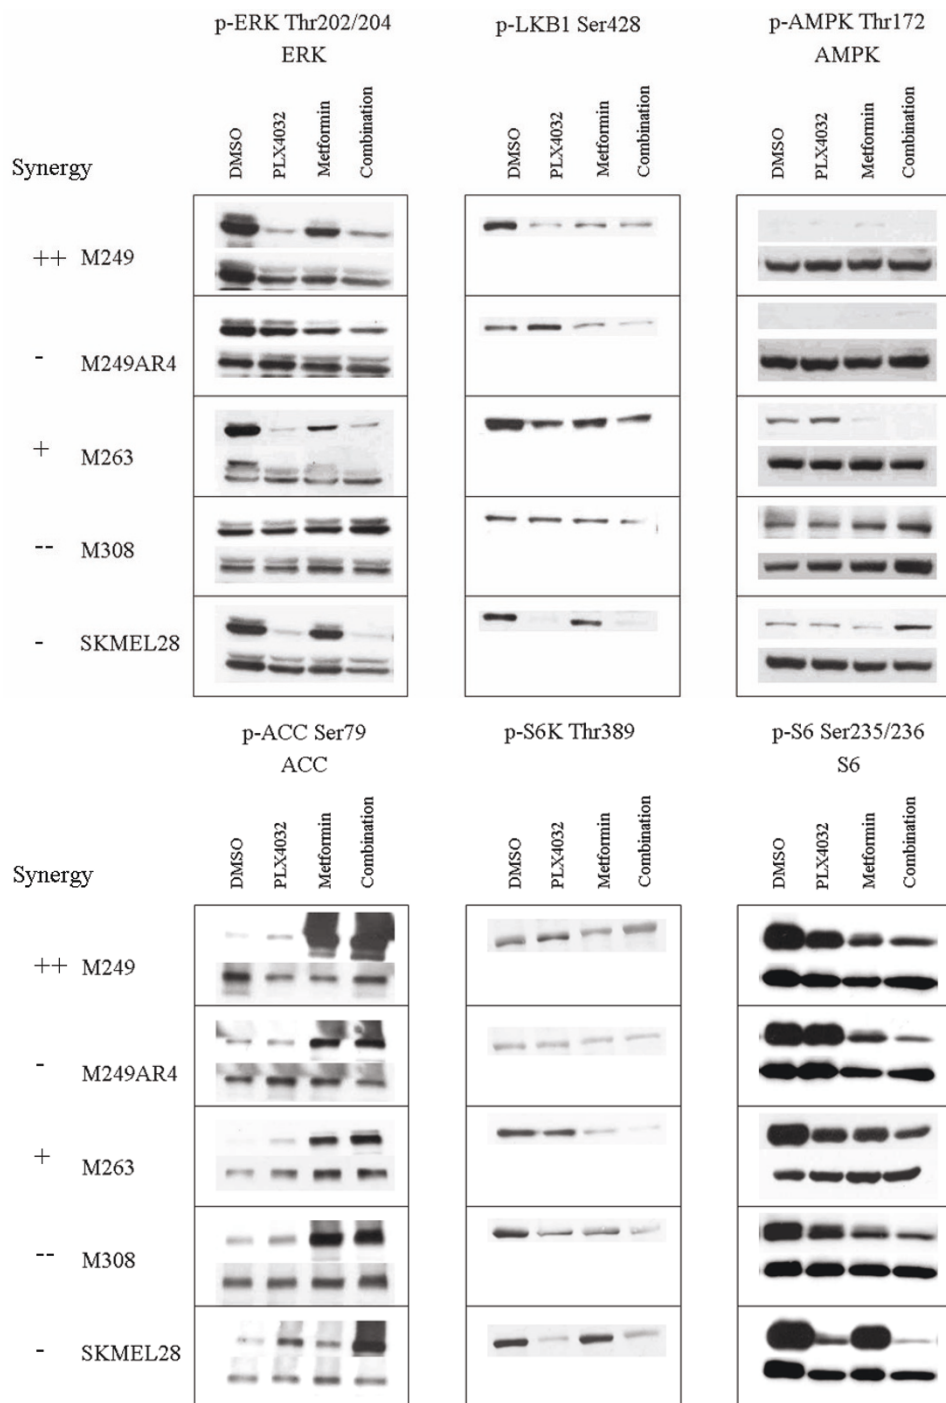 p-ERK Thr202/204
ERK
p-LKB1 Ser428
p-AMPK Thr172
AMPK
DMSO
PLX4032
Metformin
Combination
DMSO
PLX4032
Metformin
Combination
DMSO
PLX4032
Metformin
Combination
Synergy
++ M249
- M249AR4
+ M263
-- M308
- SKMEL28
p-ACC Ser79
ACC
p-S6K Thr389
p-S6 Ser235/236
S6
DMSO
PLX4032
Metformin
Combination
DMSO
PLX4032
Metformin
Combination
DMSO
PLX4032
Metformin
Combination
Synergy
++ M249
- M249AR4
+ M263
-- M308
- SKMEL28